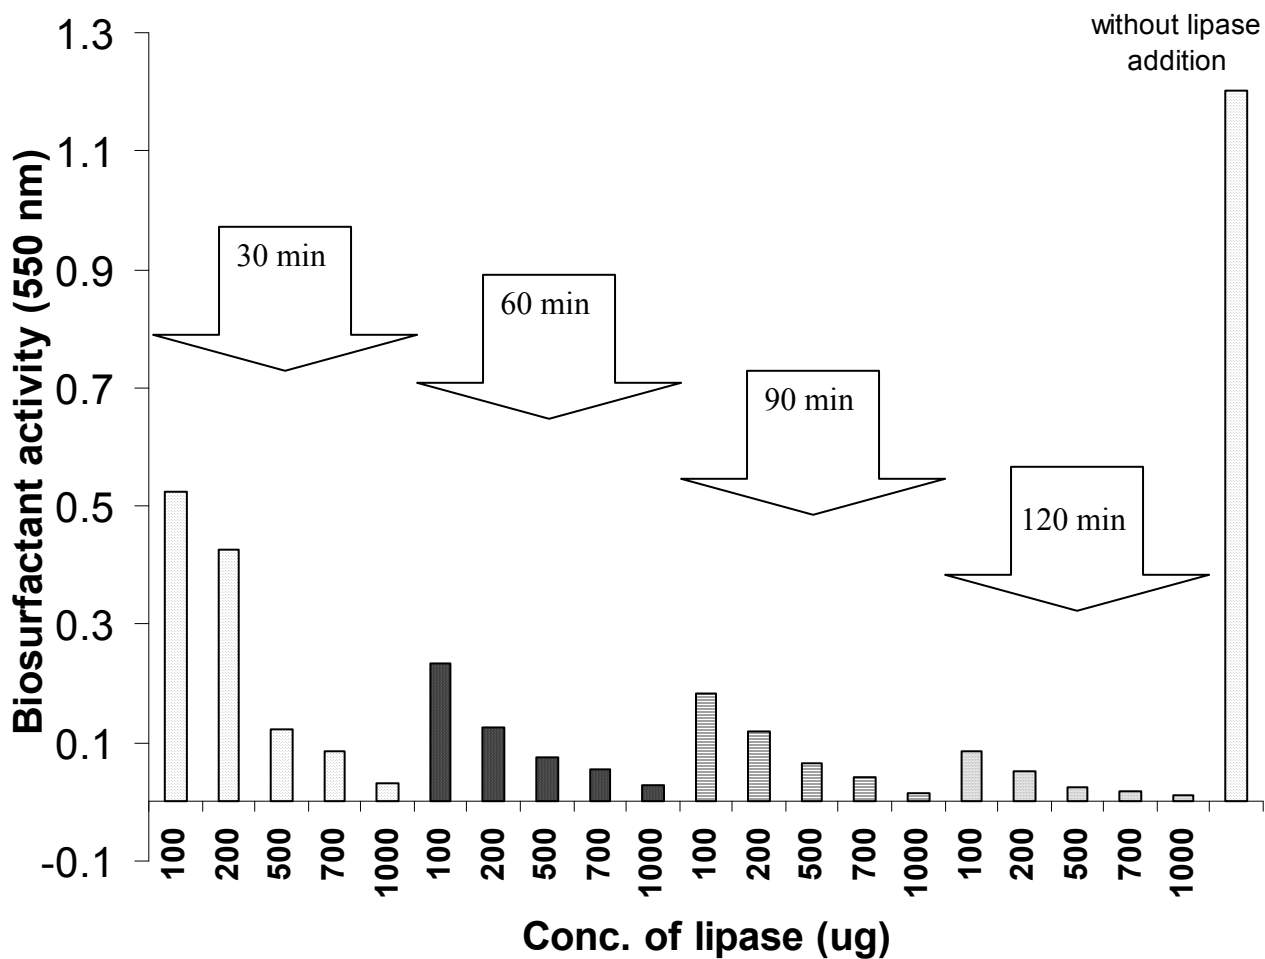 without lipase
addition
1.3
1.1
0.9
0.7
0.5
0.3
0.1
-0.1
Biosurfactant activity (550 nm)
30 min
60 min
90 min
120 min
100 200 500 700 1000 100 200 500 700 1000 100 200 500 700 1000 100 200 500 700 1000
Conc. of lipase (ug)